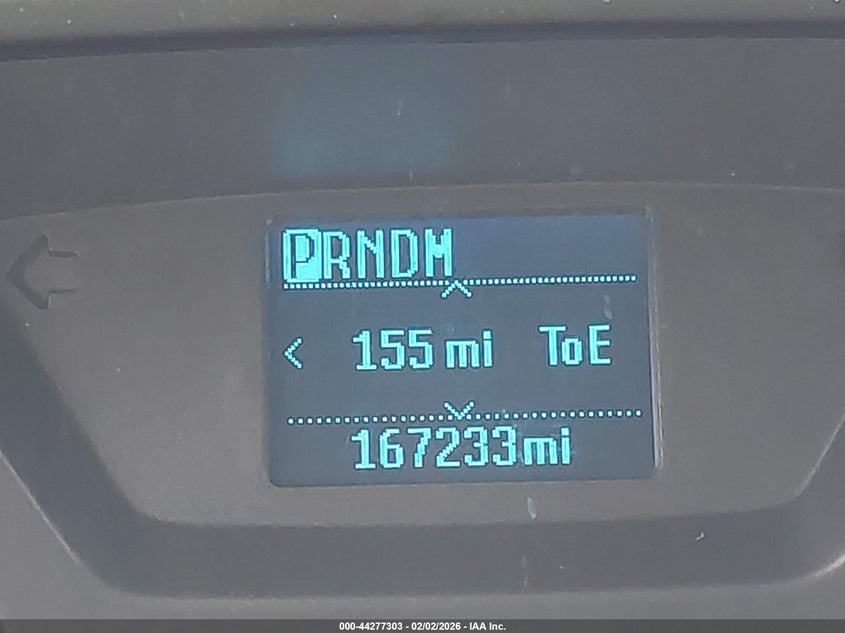 PRNDM
155 mi ToE
167233mi
000-44277303 - 02/02/2026 - IAA Inc.